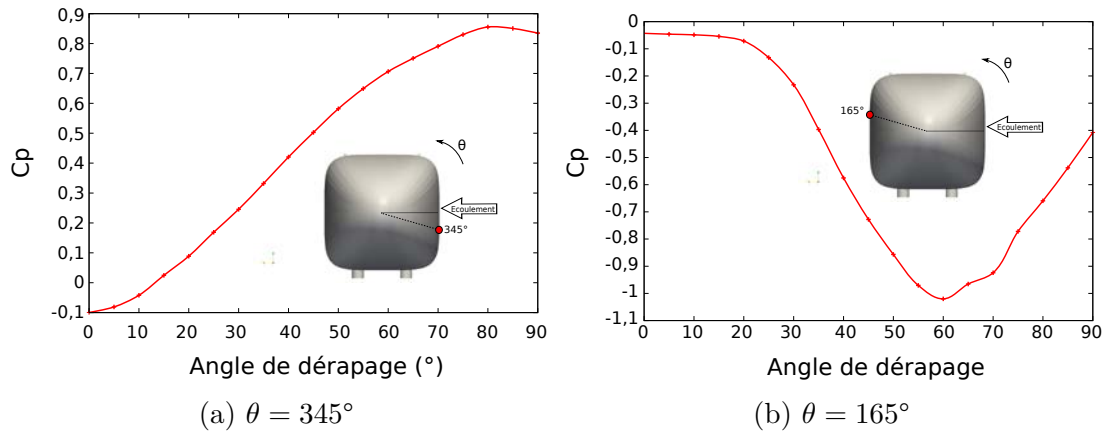 0,9
0,8
0,7
0,6
0,5
0,4
0,3
0,2
0,1
0
-0,1
Cp
0 10 20 30 40 50 60 70 80 90
Angle de dérapage (°)
θ
Ecoulement
345°
(a) θ = 345°
0
-0,1
-0,2
-0,3
-0,4
-0,5
-0,6
-0,7
-0,8
-0,9
-1
-1,1
Cp
0 10 20 30 40 50 60 70 80 90
Angle de dérapage
θ
165°
Ecoulement
(b) θ = 165°